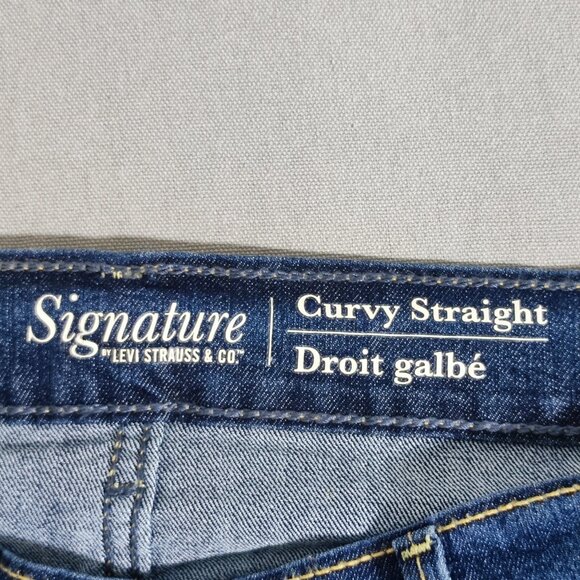 Signature
BY LEVI STRAUSS & CO.™
Curvy Straight
Droit galbé